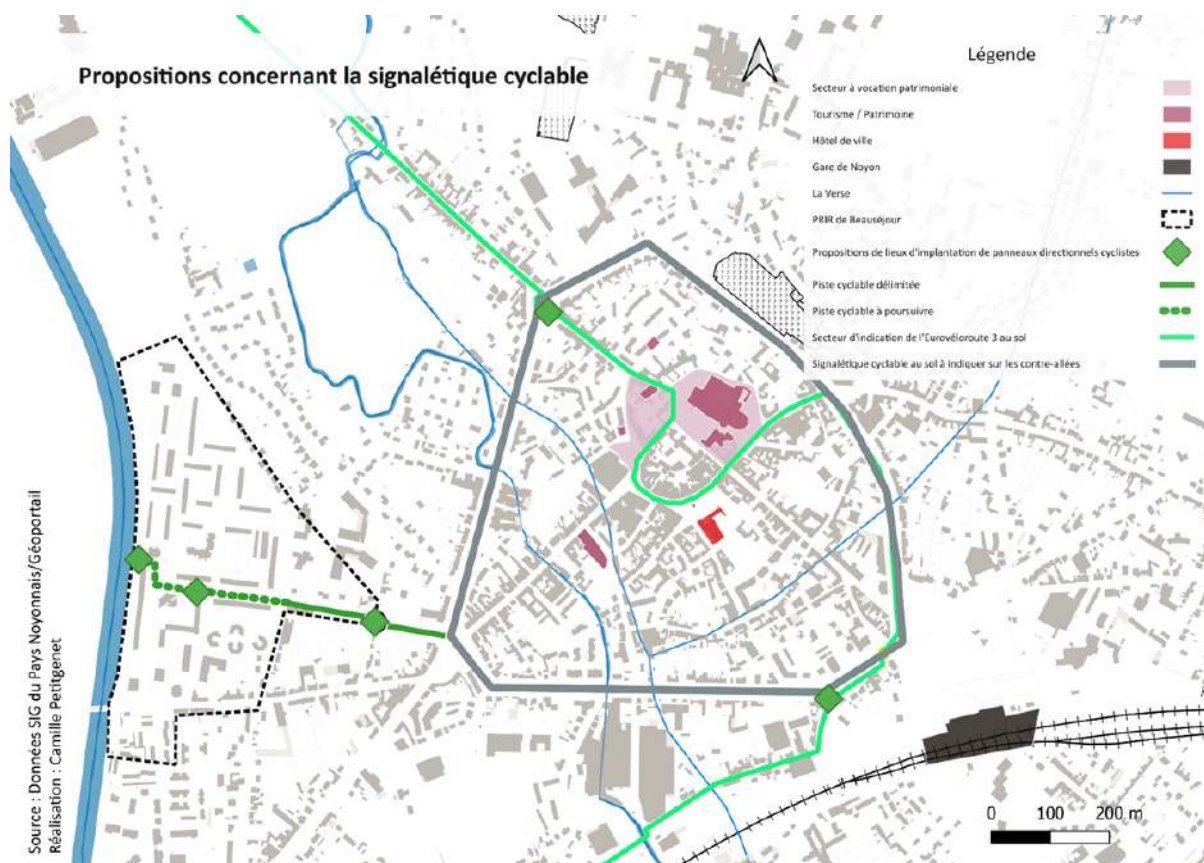 Propositions concernant la signalétique cyclable
Légende
Secteur à vocation patrimoniale
Tourisme / Patrimoine
Hôtel de ville
Gare de Noyon
La Verse
PRIR de Beauséjour
Propositions de lieux d'implantation de panneaux directionnels cyclistes
Piste cyclable délimitée
Piste cyclable à poursuivre
Secteur d'indication de l'Eurovéloroute 3 au sol
Signalétique cyclable au sol à indiquer sur les contre-allées
Source : Données SIG du Pays Noyonnais/Géoportail
Réalisation : Camille Petitgenet
0 100 200 m